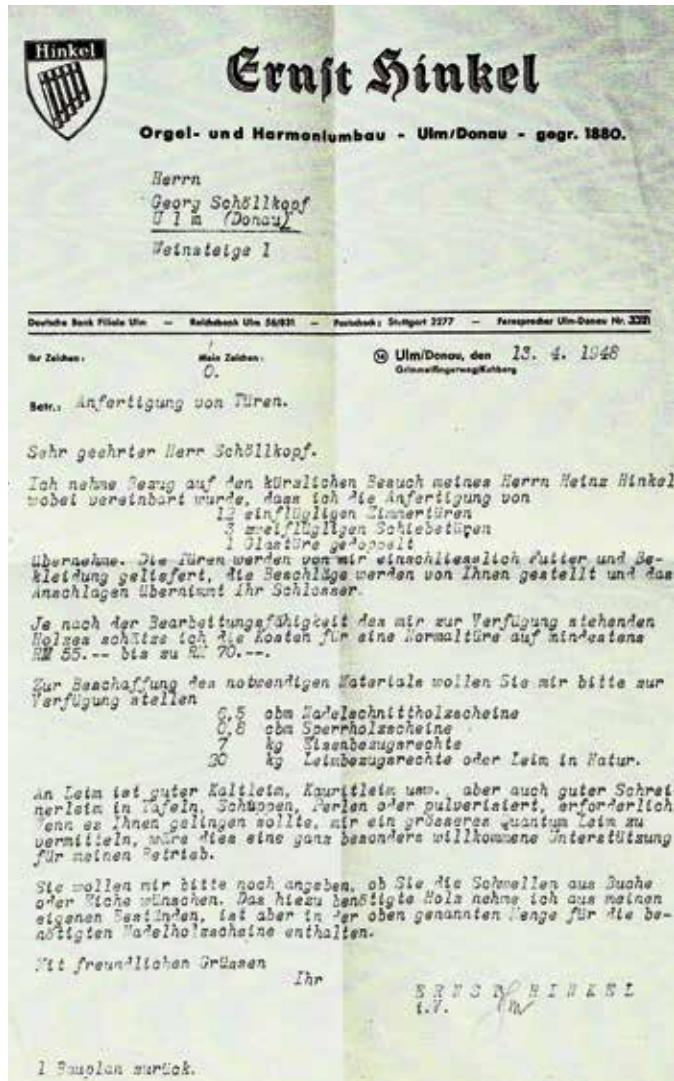 Hinkel
Ernst Hinkel
Orgel- und Harmoniumbau - Ulm/Donau - gegr. 1880.
Herrn
Georg Schöllkopf
U l m (Donau)
Weinsteige 1
Deutsche Bank Filiale Ulm — Reichsbank Ulm 56/831 — Postscheck: Stuttgart 2277 — Fernsprecher Ulm-Donau Nr.
Ihr Zeichen: Mein Zeichen: Ulm/Donau, den 13. 4. 1948
O. Grimmelfingerweg/Kuhberg
Betr.: Anfertigung von Türen.
Sehr geehrter Herr Schöllkopf.
Ich nehme Bezug auf den kürzlichen Besuch meines Herrn Heinz Hinkel
wobei vereinbart wurde, dass ich die Anfertigung von
12 einflügligen Zimmertüren
3 zweiflügligen Schiebetüren
1 Glastüre gedoppelt
übernehme. Die Türen werden von mir einschliesslich Futter und Be-
kleidung geliefert, die Beschläge werden von Ihnen gestellt und das
Anschlagen übernimmt Ihr Schlosser.
Je nach der Bearbeitungsfähigkeit des mir zur Verfügung stehenden
Holzes schätze ich die Kosten für eine Normaltüre auf mindestens
RM 55.-- bis zu RM 70.--.
Zur Beschaffung des notwendigen Materials wollen Sie mir bitte zur
Verfügung stellen
6,5 cbm Nadelschnittholzscheine
0,8 cbm Sperrholzscheine
7 kg Eisenbezugsrechte
30 kg Leimbezugsrechte oder Leim in Natur.
An Leim ist guter Kaltleim, Kauritleim usw. aber auch guter Schrei-
nerleim in Tafeln, Schuppen, Perlen oder pulverisiert, erforderlich
Wenn es Ihnen gelingen sollte, mir ein grösseres Quantum Leim zu
vermitteln, wäre dies eine ganz besonders willkommene Unterstützung
für meinen Betrieb.
Sie wollen mir bitte noch angeben, ob Sie die Schwellen aus Buche
oder Eiche wünschen. Das hiezu benötigte Holz nehme ich aus meinen
eigenen Beständen, ist aber in der oben genannten Menge für die be-
nötigten Nadelholzscheine enthalten.
Mit freundlichen Grüssen
Ihr
E R N S T H I N K E L
i.V.
1 Bauplan zurück.